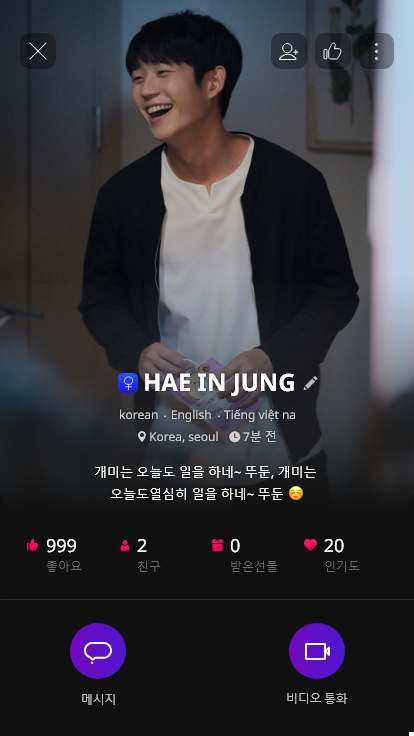 HAE IN JUNG
korean · English · Tiếng việt na
Korea, seoul 7분 전
개미는 오늘도 일을 하네~ 뚜둔, 개미는
오늘도열심히 일을 하네~ 뚜둔 ☺️
999 2 0 20
좋아요 친구 받은선물 인기도
메시지 비디오 통화